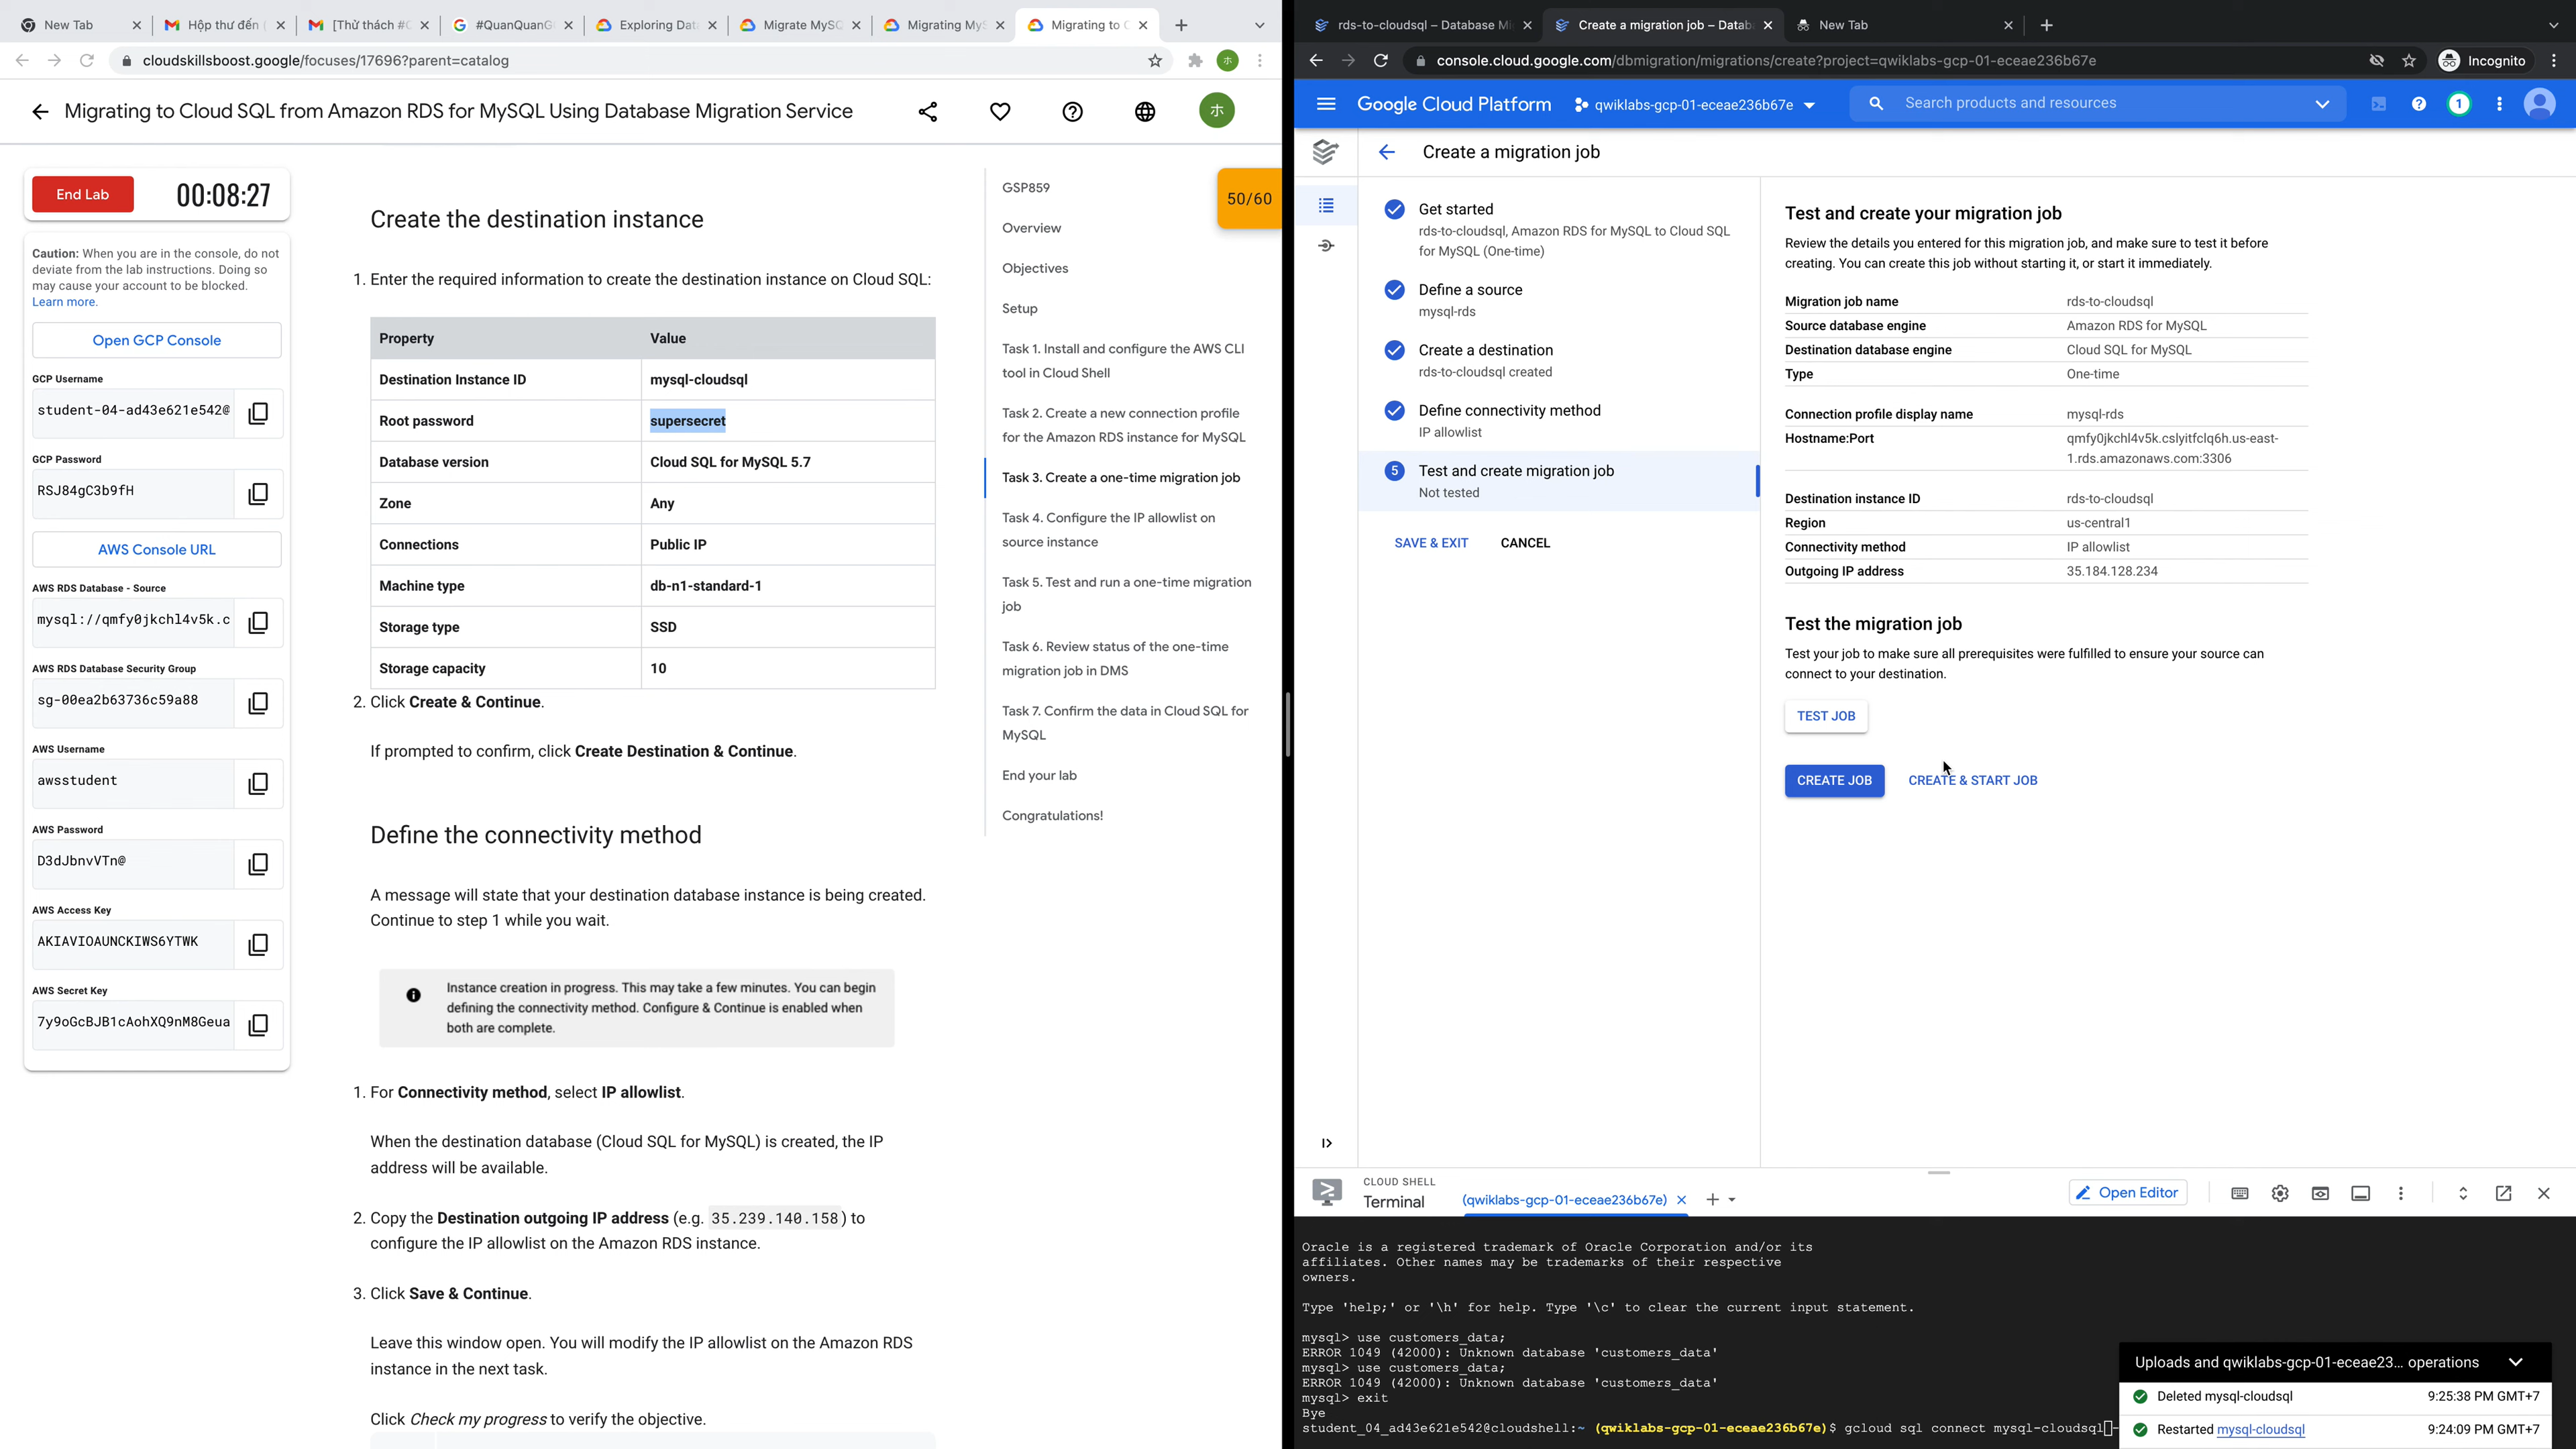 New Tab
Hộp thư đến (
[Thử thách #C
#QuanQuanG
Exploring Dat
Migrate MySQ
Migrating MyS
Migrating to C
cloudskillsboost.google/focuses/17696?parent=catalog
ホ
Migrating to Cloud SQL from Amazon RDS for MySQL Using Database Migration Service
ホ
End Lab
00:08:27
Caution: When you are in the console, do not
deviate from the lab instructions. Doing so
may cause your account to be blocked.
Learn more.
Open GCP Console
GCP Username
student-04-ad43e621e542@
GCP Password
RSJ84gC3b9fH
AWS Console URL
AWS RDS Database - Source
mysql://qmfy0jkchl4v5k.c
AWS RDS Database Security Group
sg-00ea2b63736c59a88
AWS Username
awsstudent
AWS Password
D3dJbnvVTn@
AWS Access Key
AKIAVIOAUNCKIWS6YTWK
AWS Secret Key
7y9oGcBJB1cAohXQ9nM8Geua
Create the destination instance
1. Enter the required information to create the destination instance on Cloud SQL:
Property Value
Destination Instance ID mysql-cloudsql
Root password supersecret
Database version Cloud SQL for MySQL 5.7
Zone Any
Connections Public IP
Machine type db-n1-standard-1
Storage type SSD
Storage capacity 10
2. Click Create & Continue.
If prompted to confirm, click Create Destination & Continue.
Define the connectivity method
A message will state that your destination database instance is being created.
Continue to step 1 while you wait.
Instance creation in progress. This may take a few minutes. You can begin
defining the connectivity method. Configure & Continue is enabled when
both are complete.
1. For Connectivity method, select IP allowlist.
When the destination database (Cloud SQL for MySQL) is created, the IP
address will be available.
2. Copy the Destination outgoing IP address (e.g. 35.239.140.158) to
configure the IP allowlist on the Amazon RDS instance.
3. Click Save & Continue.
Leave this window open. You will modify the IP allowlist on the Amazon RDS
instance in the next task.
Click Check my progress to verify the objective.
GSP859
Overview
Objectives
Setup
Task 1. Install and configure the AWS CLI
tool in Cloud Shell
Task 2. Create a new connection profile
for the Amazon RDS instance for MySQL
Task 3. Create a one-time migration job
Task 4. Configure the IP allowlist on
source instance
Task 5. Test and run a one-time migration
job
Task 6. Review status of the one-time
migration job in DMS
Task 7. Confirm the data in Cloud SQL for
MySQL
End your lab
Congratulations!
50/60
rds-to-cloudsql – Database Mi
Create a migration job – Datab
New Tab
console.cloud.google.com/dbmigration/migrations/create?project=qwiklabs-gcp-01-eceae236b67e
Incognito
Google Cloud Platform
qwiklabs-gcp-01-eceae236b67e
Search products and resources
1
Create a migration job
Get started
rds-to-cloudsql, Amazon RDS for MySQL to Cloud SQL
for MySQL (One-time)
Define a source
mysql-rds
Create a destination
rds-to-cloudsql created
Define connectivity method
IP allowlist
5 Test and create migration job
Not tested
SAVE & EXIT CANCEL
Test and create your migration job
Review the details you entered for this migration job, and make sure to test it before
creating. You can create this job without starting it, or start it immediately.
Migration job name rds-to-cloudsql
Source database engine Amazon RDS for MySQL
Destination database engine Cloud SQL for MySQL
Type One-time
Connection profile display name mysql-rds
Hostname:Port qmfy0jkchl4v5k.cslyitfclq6h.us-east-
1.rds.amazonaws.com:3306
Destination instance ID rds-to-cloudsql
Region us-central1
Connectivity method IP allowlist
Outgoing IP address 35.184.128.234
Test the migration job
Test your job to make sure all prerequisites were fulfilled to ensure your source can
connect to your destination.
TEST JOB
CREATE JOB CREATE & START JOB
CLOUD SHELL
Terminal
(qwiklabs-gcp-01-eceae236b67e)
Open Editor
Oracle is a registered trademark of Oracle Corporation and/or its
affiliates. Other names may be trademarks of their respective
owners.
Type 'help;' or '\h' for help. Type '\c' to clear the current input statement.
mysql> use customers_data;
ERROR 1049 (42000): Unknown database 'customers_data'
mysql> use customers_data;
ERROR 1049 (42000): Unknown database 'customers_data'
mysql> exit
Bye
student_04_ad43e621e542@cloudshell:~ (qwiklabs-gcp-01-eceae236b67e)$ gcloud sql connect mysql-cloudsql -
Uploads and qwiklabs-gcp-01-eceae23... operations
Deleted mysql-cloudsql 9:25:38 PM GMT+7
Restarted mysql-cloudsql 9:24:09 PM GMT+7